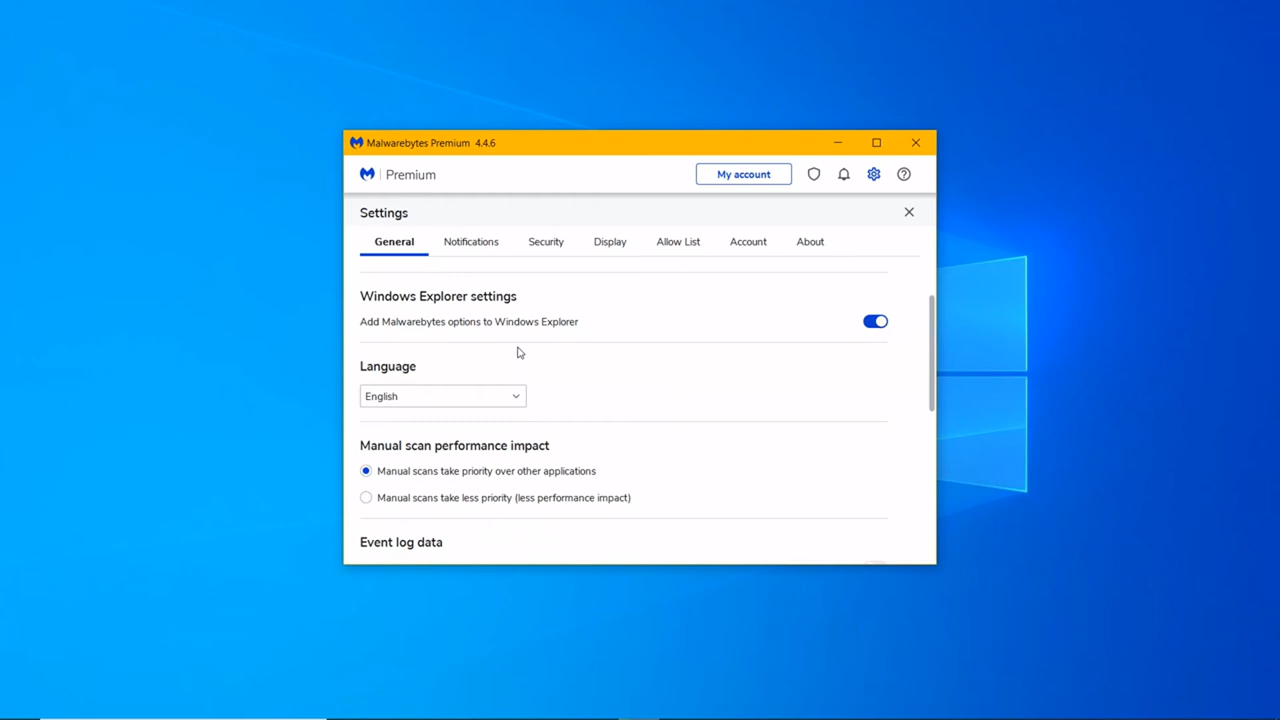 Malwarebytes Premium 4.4.6
Premium
My account
Settings
General Notifications Security Display Allow List Account About
Windows Explorer settings
Add Malwarebytes options to Windows Explorer
Language
English
Manual scan performance impact
Manual scans take priority over other applications
Manual scans take less priority (less performance impact)
Event log data